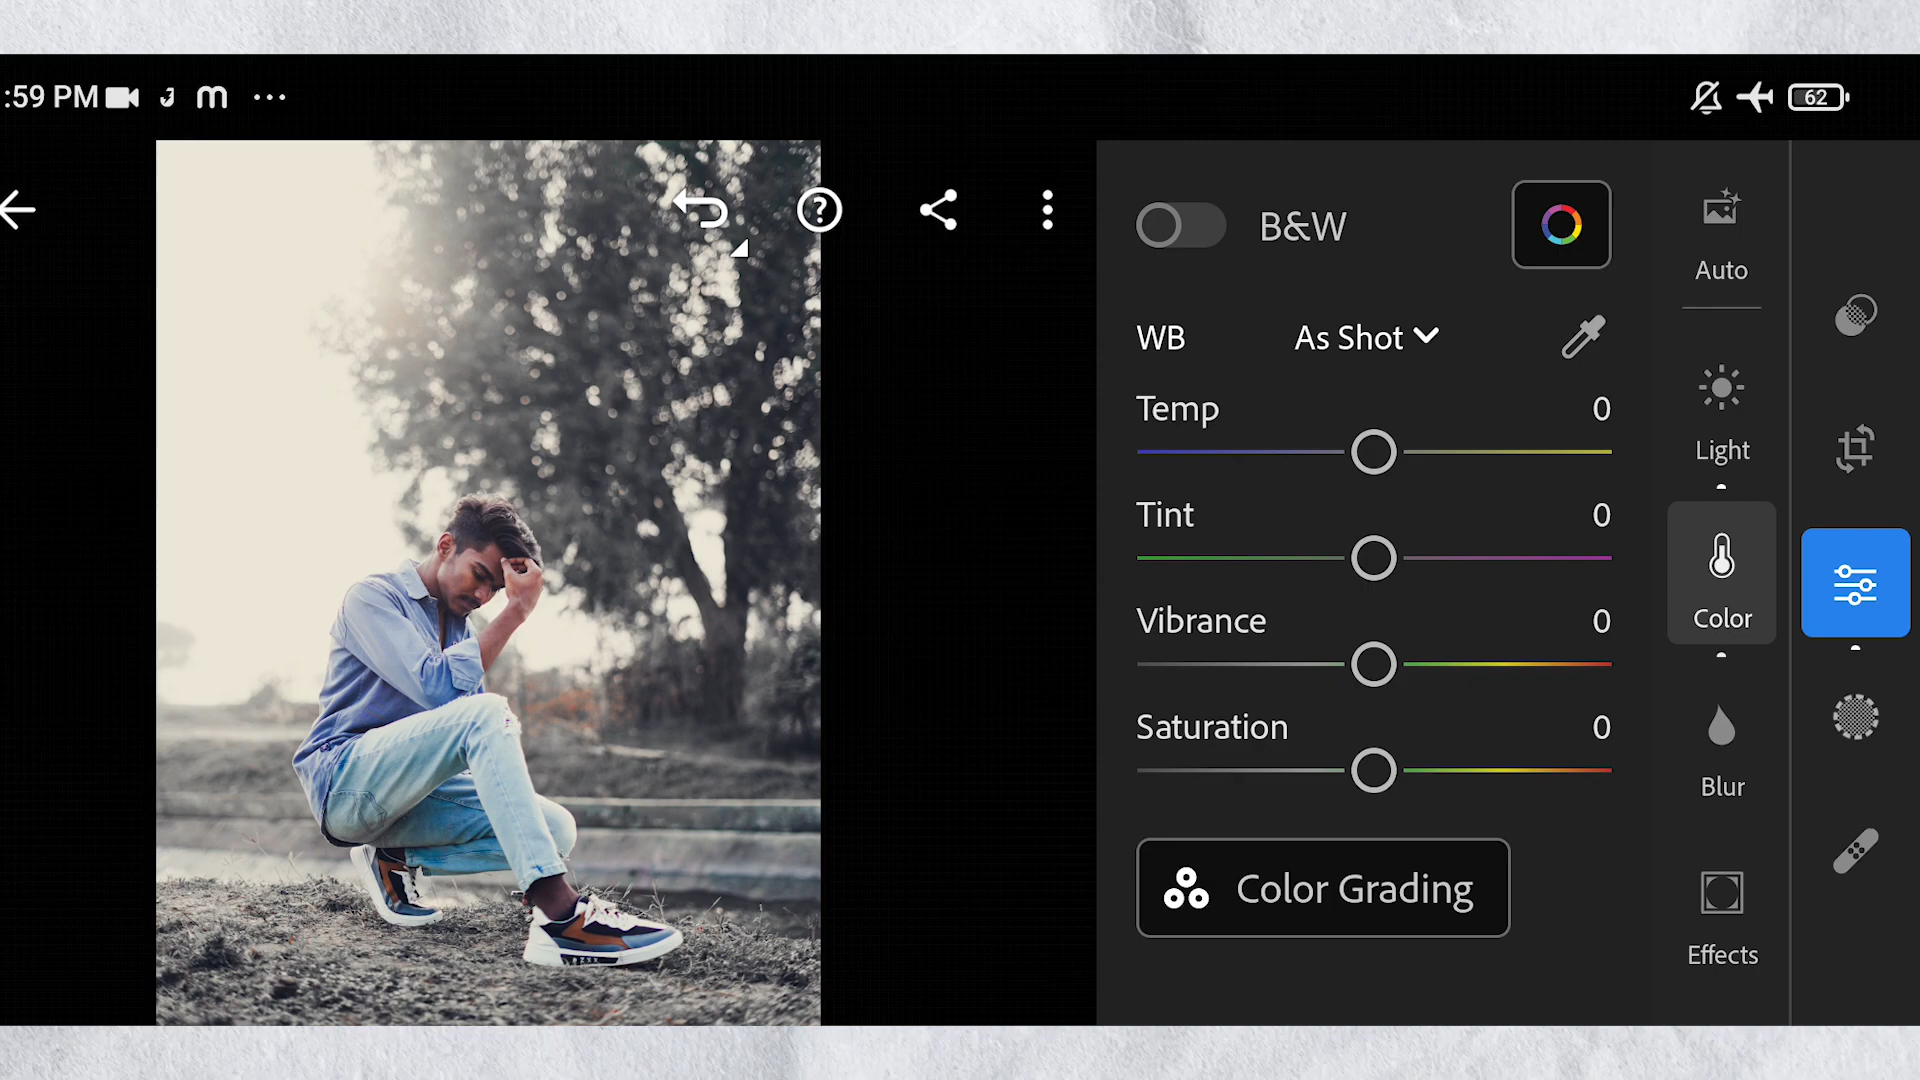 :59 PM
62
B&W
Auto
WB As Shot
Temp 0
Light
Tint 0
Color
Vibrance 0
Saturation 0
Blur
Color Grading
Effects